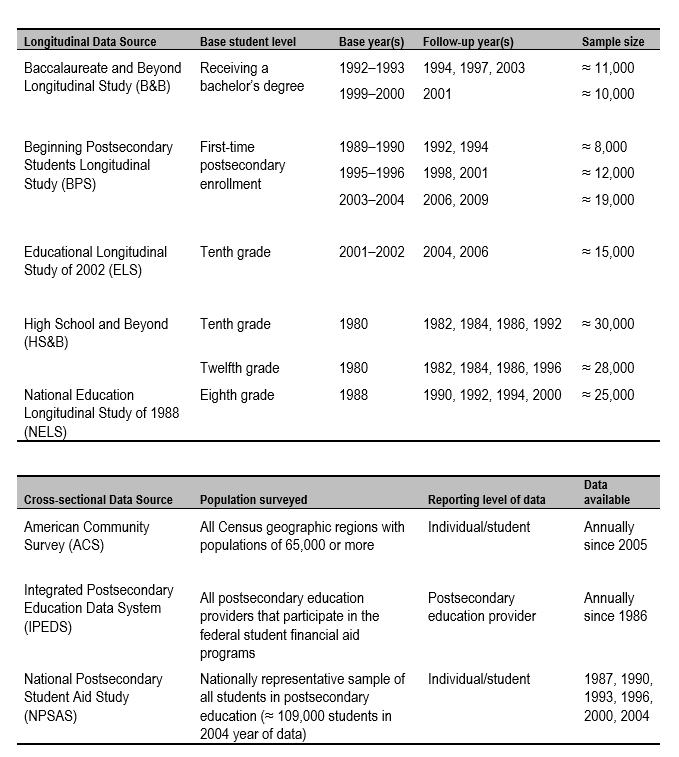 Longitudinal Data Source Base student level Base year(s) Follow-up year(s) Sample size
Baccalaureate and Beyond Receiving a 1992–1993 1994, 1997, 2003 ≈ 11,000
Longitudinal Study (B&B) bachelor's degree
1999–2000 2001 ≈ 10,000
Beginning Postsecondary First-time 1989–1990 1992, 1994 ≈ 8,000
Students Longitudinal postsecondary 1995–1996 1998, 2001 ≈ 12,000
Study (BPS) enrollment
2003–2004 2006, 2009 ≈ 19,000
Educational Longitudinal Tenth grade 2001–2002 2004, 2006 ≈ 15,000
Study of 2002 (ELS)
High School and Beyond Tenth grade 1980 1982, 1984, 1986, 1992 ≈ 30,000
(HS&B)
Twelfth grade 1980 1982, 1984, 1986, 1996 ≈ 28,000
National Education Eighth grade 1988 1990, 1992, 1994, 2000 ≈ 25,000
Longitudinal Study of 1988
(NELS)
Data
Cross-sectional Data Source Population surveyed Reporting level of data available
American Community All Census geographic regions with Individual/student Annually
Survey (ACS) populations of 65,000 or more since 2005
Integrated Postsecondary All postsecondary education Postsecondary Annually
Education Data System providers that participate in the education provider since 1986
(IPEDS) federal student financial aid
programs
National Postsecondary Nationally representative sample of Individual/student 1987, 1990,
Student Aid Study all students in postsecondary 1993, 1996,
(NPSAS) education (≈ 109,000 students in 2000, 2004
2004 year of data)